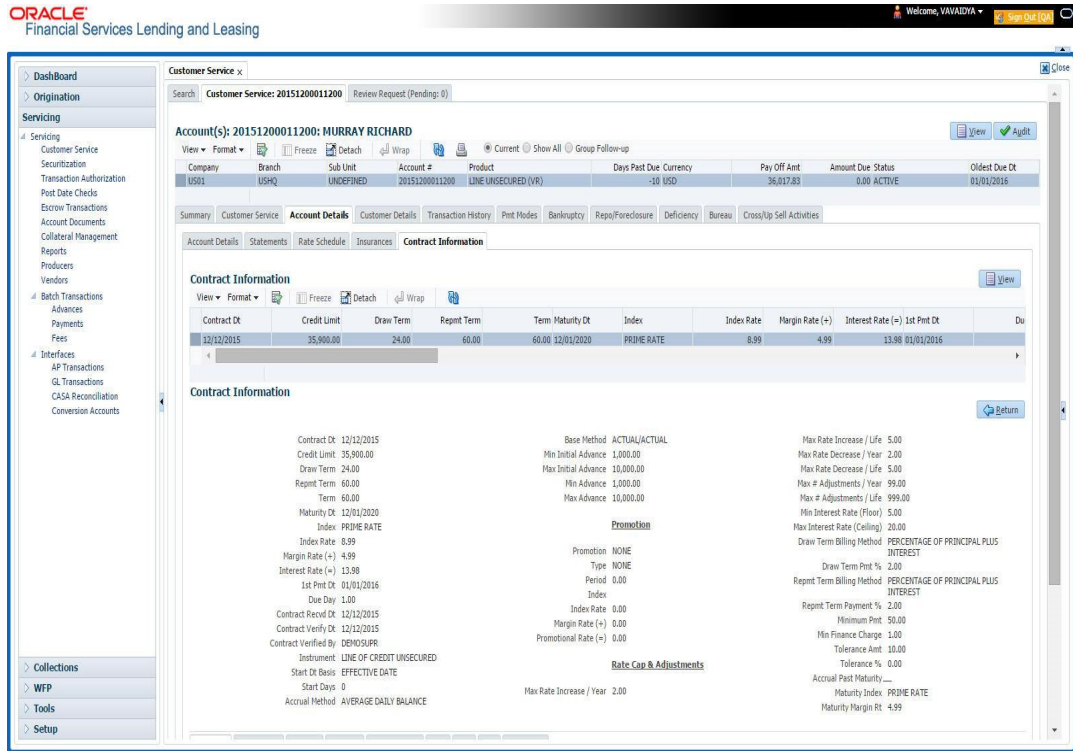 ORACLE®
Financial Services Lending and Leasing
Welcome, VAVAIDYA
Sign Out [QA
Close
DashBoard
Origination
Servicing
Servicing
Customer Service
Securitization
Transaction Authorization
Post Date Checks
Escrow Transactions
Account Documents
Collateral Management
Reports
Producers
Vendors
Batch Transactions
Advances
Payments
Fees
Interfaces
AP Transactions
GL Transactions
CASA Reconciliation
Conversion Accounts
Collections
WFP
Tools
Setup
Customer Service x
Search Customer Service: 20151200011200 Review Request (Pending: 0)
Account(s): 20151200011200: MURRAY RICHARD
View Audit
View Format Freeze Detach Wrap Current Show All Group Follow-up
Company Branch Sub Unit Account # Product Days Past Due Currency Pay Off Amt Amount Due Status Oldest Due Dt
US01 USHQ UNDEFINED 20151200011200 LINE UNSECURED (VR) -10 USD 36,017.83 0.00 ACTIVE 01/01/2016
Summary Customer Service Account Details Customer Details Transaction History Pmt Modes Bankruptcy Repo/Foreclosure Deficiency Bureau Cross/Up Sell Activities
Account Details Statements Rate Schedule Insurances Contract Information
Contract Information
View
View Format Freeze Detach Wrap
Contract Dt Credit Limit Draw Term Repmt Term Term Maturity Dt Index Index Rate Margin Rate (+) Interest Rate (=) 1st Pmt Dt Du
12/12/2015 35,900.00 24.00 60.00 60.00 12/01/2020 PRIME RATE 8.99 4.99 13.98 01/01/2016
Contract Information
Return
Contract Dt 12/12/2015
Credit Limit 35,900.00
Draw Term 24.00
Repmt Term 60.00
Term 60.00
Maturity Dt 12/01/2020
Index PRIME RATE
Index Rate 8.99
Margin Rate (+) 4.99
Interest Rate (=) 13.98
1st Pmt Dt 01/01/2016
Due Day 1.00
Contract Recvd Dt 12/12/2015
Contract Verify Dt 12/12/2015
Contract Verified By DEMOSUPR
Instrument LINE OF CREDIT UNSECURED
Start Dt Basis EFFECTIVE DATE
Start Days 0
Accrual Method AVERAGE DAILY BALANCE
Base Method ACTUAL/ACTUAL
Min Initial Advance 1,000.00
Max Initial Advance 10,000.00
Min Advance 1,000.00
Max Advance 10,000.00
Promotion
Promotion NONE
Type NONE
Period 0.00
Index
Index Rate 0.00
Margin Rate (+) 0.00
Promotional Rate (=) 0.00
Rate Cap & Adjustments
Max Rate Increase / Year 2.00
Max Rate Increase / Life 5.00
Max Rate Decrease / Year 2.00
Max Rate Decrease / Life 5.00
Max # Adjustments / Year 99.00
Max # Adjustments / Life 999.00
Min Interest Rate (Floor) 5.00
Max Interest Rate (Ceiling) 20.00
Draw Term Billing Method PERCENTAGE OF PRINCIPAL PLUS
INTEREST
Draw Term Pmt % 2.00
Repmt Term Billing Method PERCENTAGE OF PRINCIPAL PLUS
INTEREST
Repmt Term Payment % 2.00
Minimum Pmt 50.00
Min Finance Charge 1.00
Tolerance Amt 10.00
Tolerance % 0.00
Accrual Past Maturity
Maturity Index PRIME RATE
Maturity Margin Rt 4.99